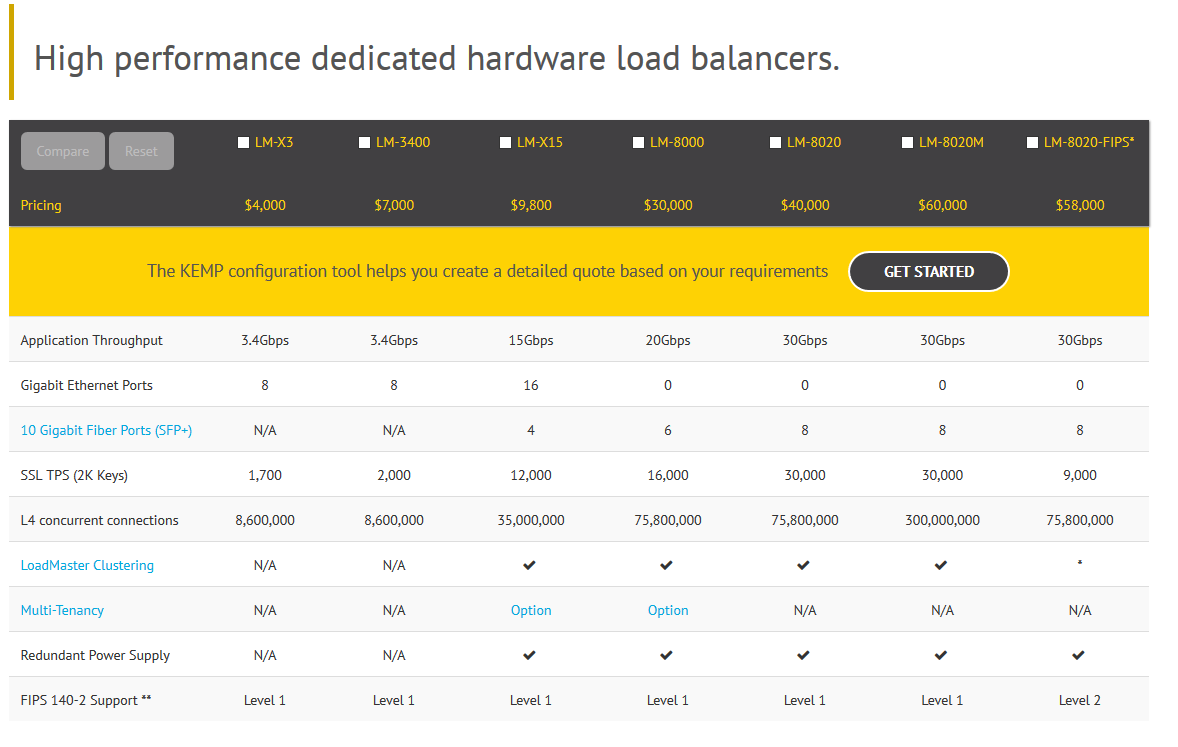 High performance dedicated hardware load balancers.
Compare Reset LM-X3 LM-3400 LM-X15 LM-8000 LM-8020 LM-8020M LM-8020-FIPS*
Pricing $4,000 $7,000 $9,800 $30,000 $40,000 $60,000 $58,000
The KEMP configuration tool helps you create a detailed quote based on your requirements GET STARTED
Application Throughput 3.4Gbps 3.4Gbps 15Gbps 20Gbps 30Gbps 30Gbps 30Gbps
Gigabit Ethernet Ports 8 8 16 0 0 0 0
10 Gigabit Fiber Ports (SFP+) N/A N/A 4 6 8 8 8
SSL TPS (2K Keys) 1,700 2,000 12,000 16,000 30,000 30,000 9,000
L4 concurrent connections 8,600,000 8,600,000 35,000,000 75,800,000 75,800,000 300,000,000 75,800,000
LoadMaster Clustering N/A N/A ✔ ✔ ✔ ✔ *
Multi-Tenancy N/A N/A Option Option N/A N/A N/A
Redundant Power Supply N/A N/A ✔ ✔ ✔ ✔ ✔
FIPS 140-2 Support ** Level 1 Level 1 Level 1 Level 1 Level 1 Level 1 Level 2